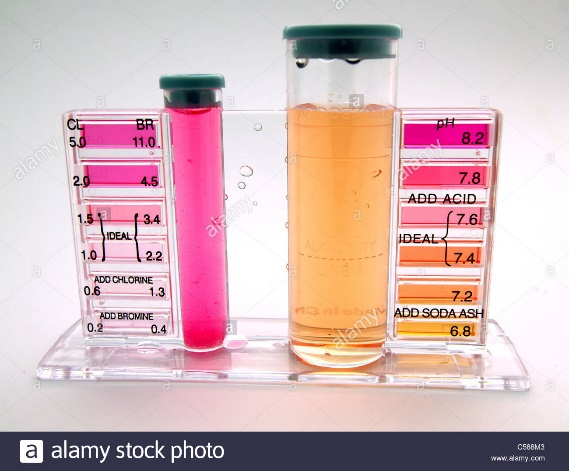 CL BR
5.0 11.0
2.0 4.5
1.5 3.4
IDEAL
1.0 2.2
ADD CHLORINE
0.6 1.3
ADD BROMINE
0.2 0.4
pH
8.2
7.8
ADD ACID
7.6
IDEAL
7.4
7.2
ADD SODA ASH
6.8
alamy
a alamy stock photo
C588M3
www.alamy.com